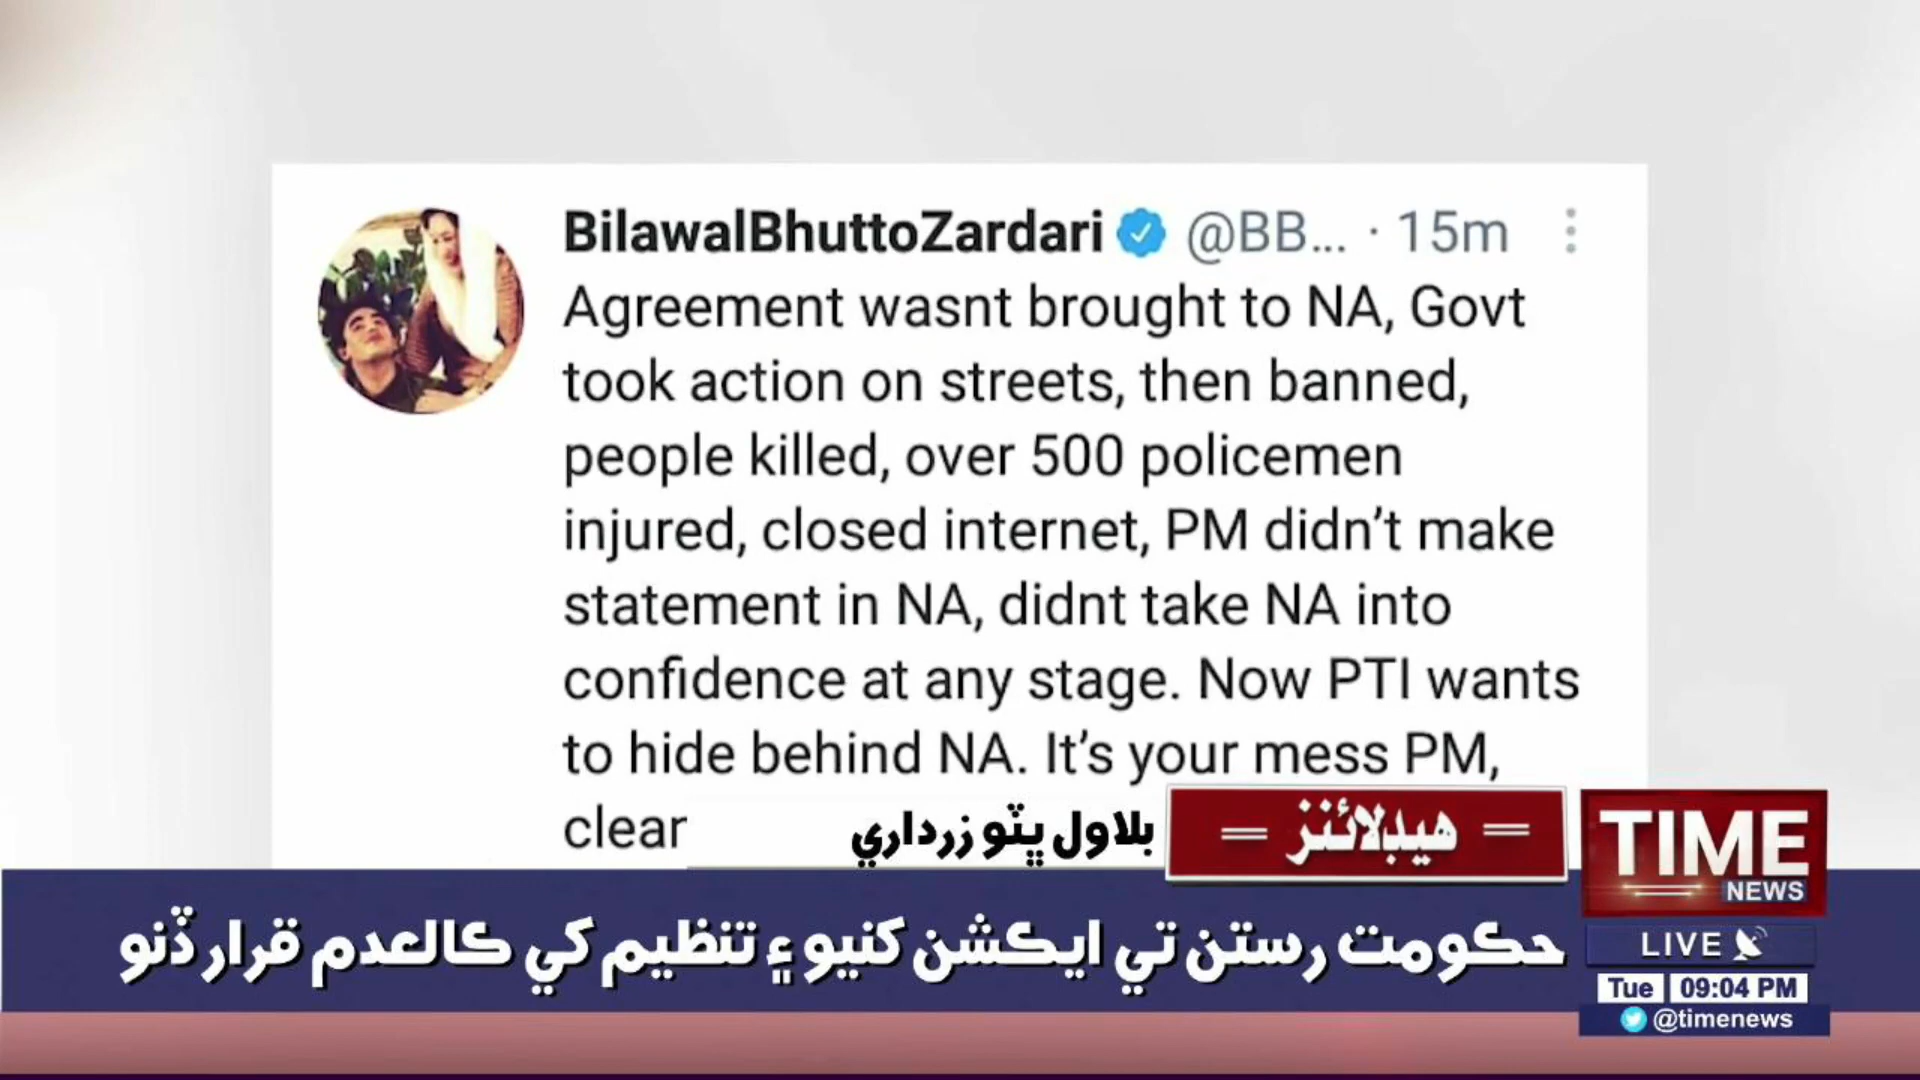 BilawalBhuttoZardari @BB... · 15m
Agreement wasnt brought to NA, Govt
took action on streets, then banned,
people killed, over 500 policemen
injured, closed internet, PM didn’t make
statement in NA, didnt take NA into
confidence at any stage. Now PTI wants
to hide behind NA. It’s your mess PM,
clear
بلاول ڀٽو زرداري
هيڊلائنز
حڪومت رستن تي ايڪشن کنيو ۽ تنظيم کي ڪالعدم قرار ڏنو
TIME
NEWS
LIVE
Tue 09:04 PM
@timenews